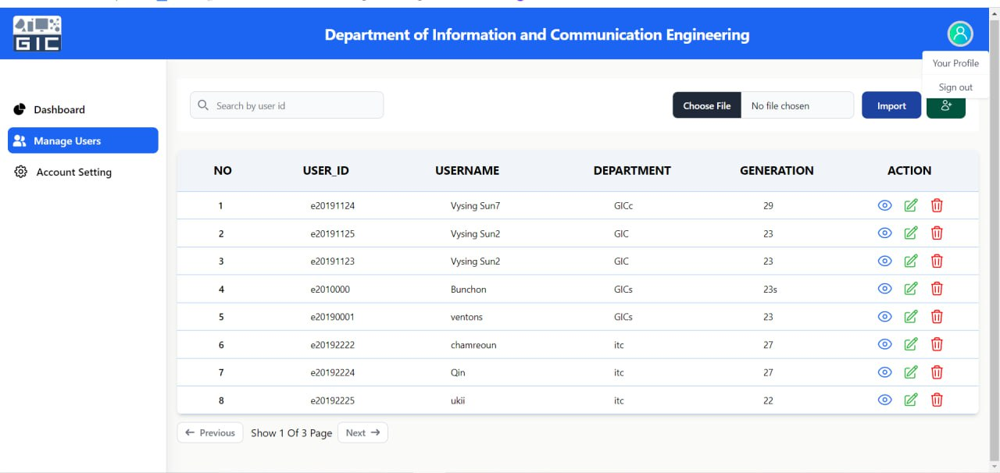 GIC
Department of Information and Communication Engineering
Your Profile
Sign out
Dashboard
Manage Users
Account Setting
Search by user id
Choose File No file chosen Import
NO USER_ID USERNAME DEPARTMENT GENERATION ACTION
1 e20191124 Vysing Sun7 GICc 29
2 e20191125 Vysing Sun2 GIC 23
3 e20191123 Vysing Sun2 GIC 23
4 e2010000 Bunchon GICs 23s
5 e20190001 ventons GICs 23
6 e20192222 chamreoun itc 27
7 e20192224 Qin itc 27
8 e20192225 ukii itc 22
← Previous Show 1 Of 3 Page Next →